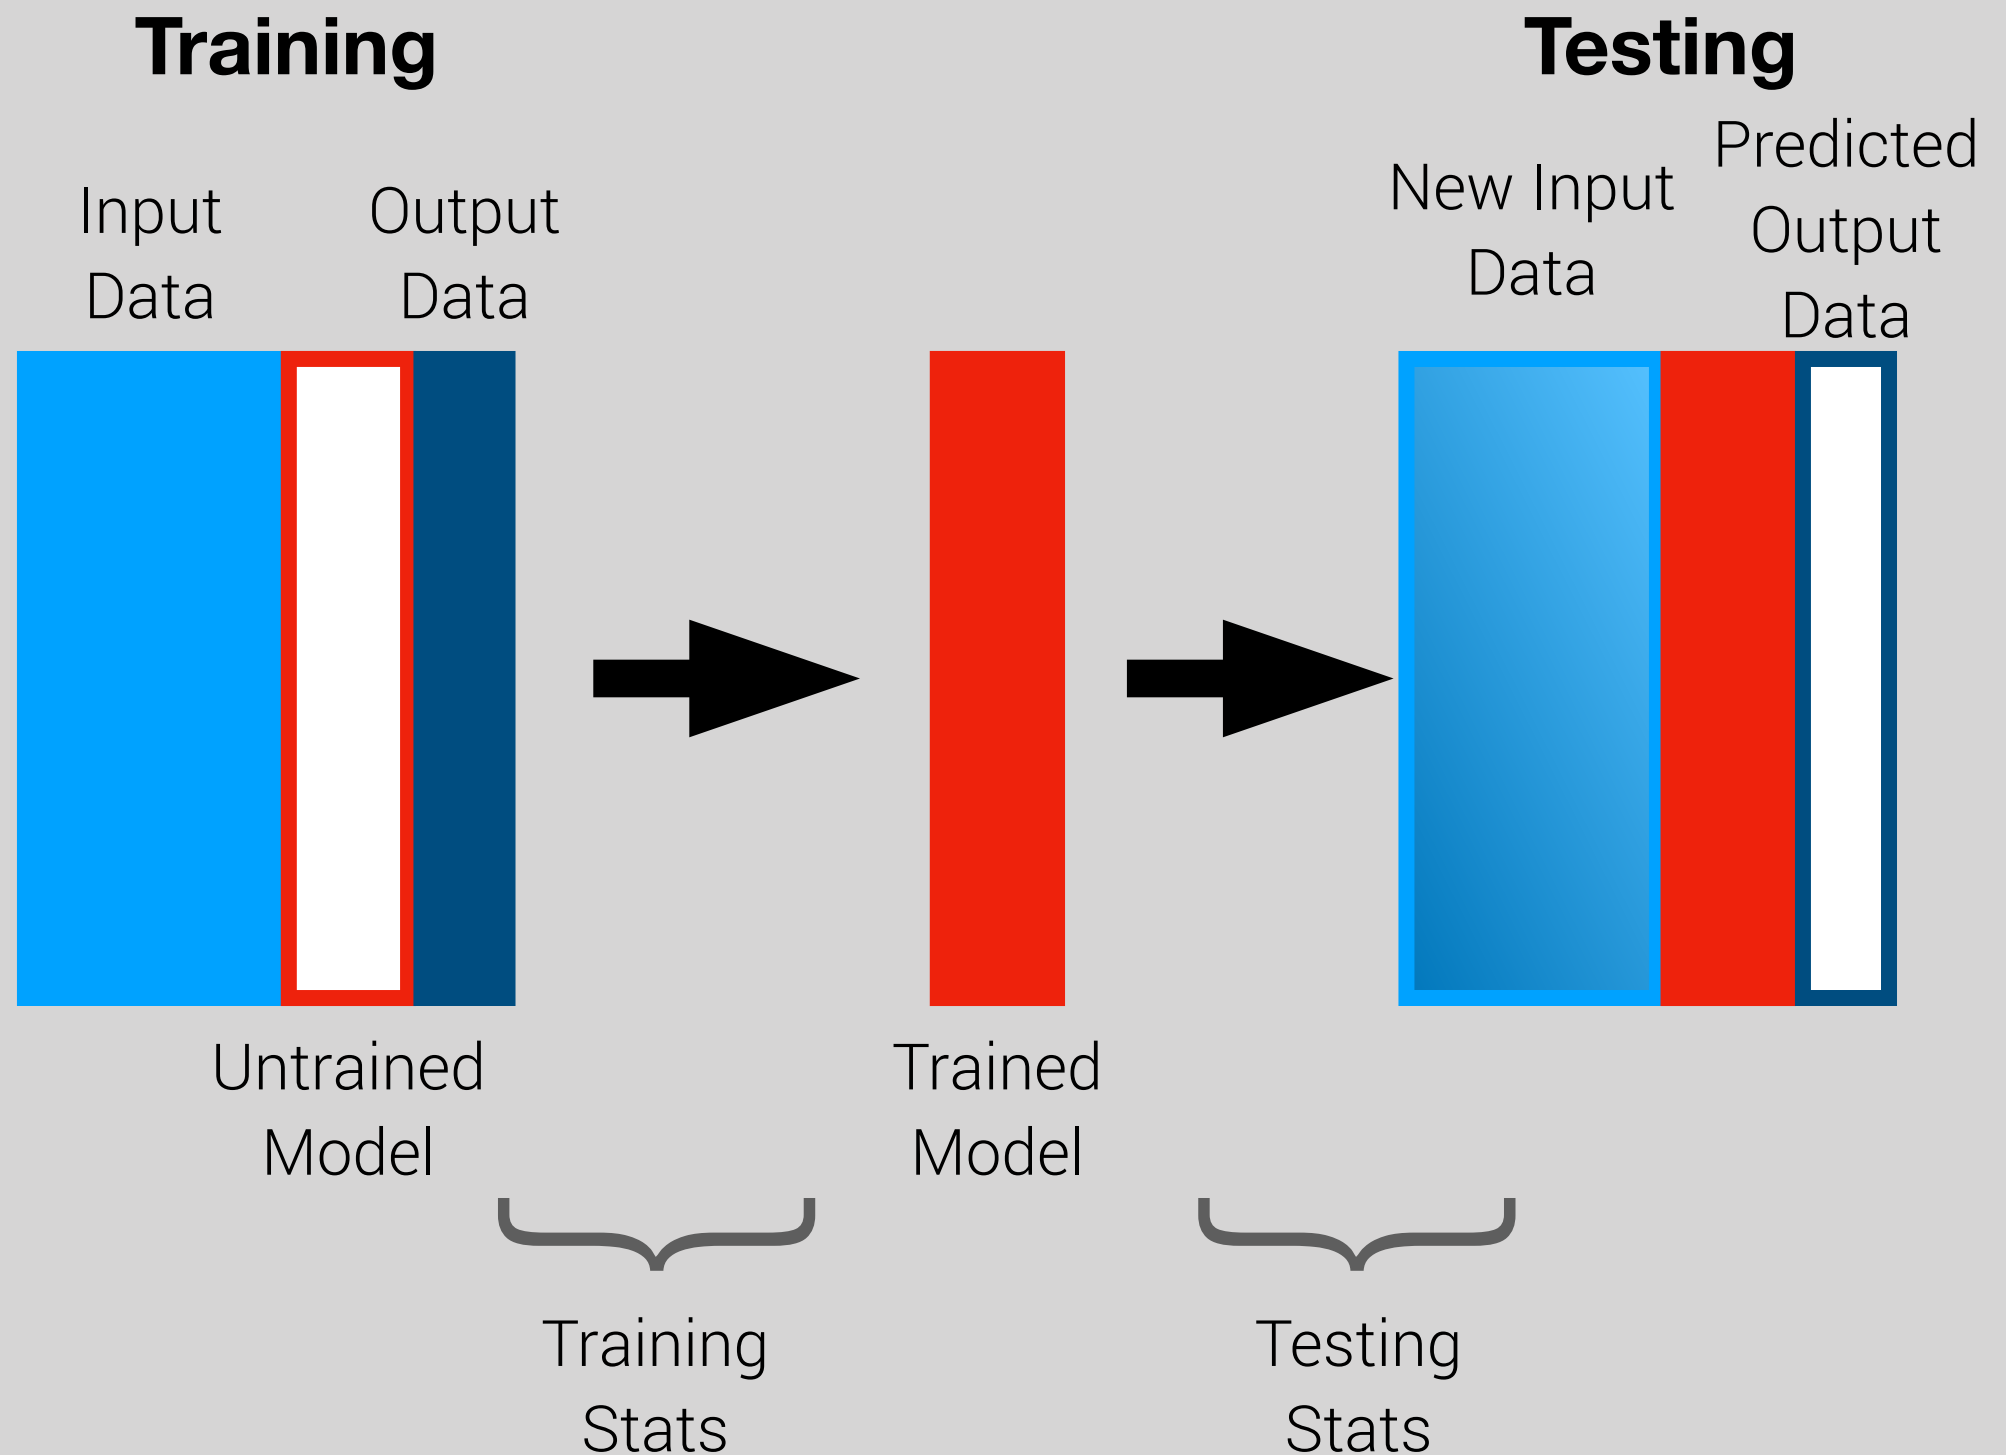 Training
Testing
Input
Data
Output
Data
New Input
Data
Predicted
Output
Data
Untrained
Model
Trained
Model
Training
Stats
Testing
Stats